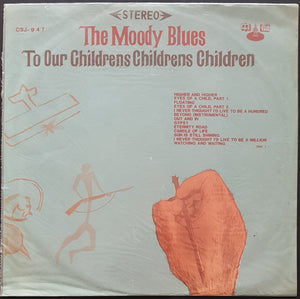 STEREO
CSJ-847
The Moody Blues
To Our Childrens Childrens Children
HIGHER AND HIGHER
EYES OF A CHILD, PART 1
FLOATING
EYES OF A CHILD, PART 2
I NEVER THOUGHT I'D LIVE TO BE A HUNDRED
BEYOND (INSTRUMENTAL)
OUT AND IN
GYPSY
ETERNITY ROAD
CANDLE OF LIFE
SUN IS STILL SHINING
I NEVER THOUGHT I'D LIVE TO BE A MILLION
WATCHING AND WAITING